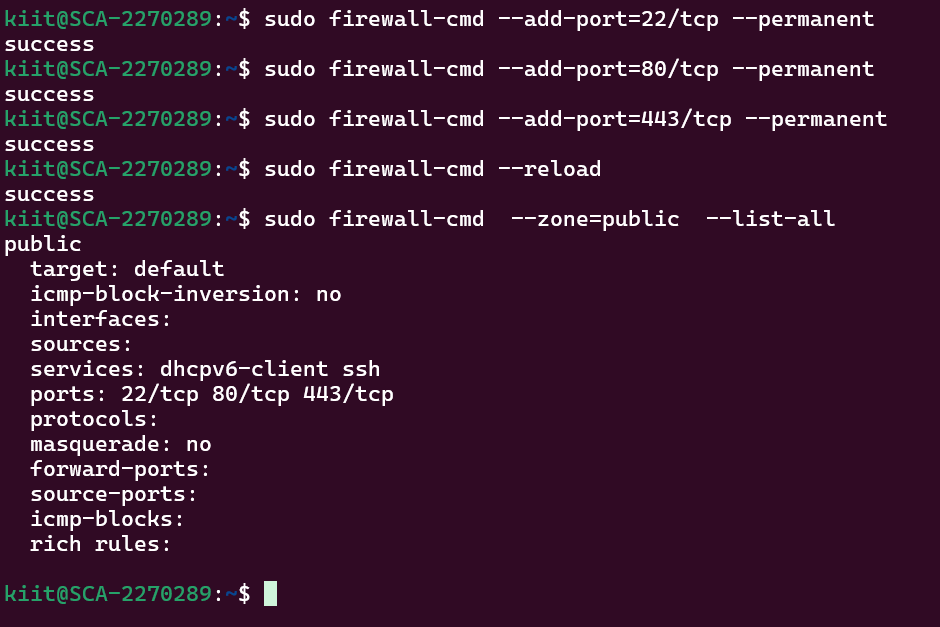 kiit@SCA-2270289:~$ sudo firewall-cmd --add-port=22/tcp --permanent
success
kiit@SCA-2270289:~$ sudo firewall-cmd --add-port=80/tcp --permanent
success
kiit@SCA-2270289:~$ sudo firewall-cmd --add-port=443/tcp --permanent
success
kiit@SCA-2270289:~$ sudo firewall-cmd --reload
success
kiit@SCA-2270289:~$ sudo firewall-cmd  --zone=public  --list-all
public
  target: default
  icmp-block-inversion: no
  interfaces:
  sources:
  services: dhcpv6-client ssh
  ports: 22/tcp 80/tcp 443/tcp
  protocols:
  masquerade: no
  forward-ports:
  source-ports:
  icmp-blocks:
  rich rules:
kiit@SCA-2270289:~$